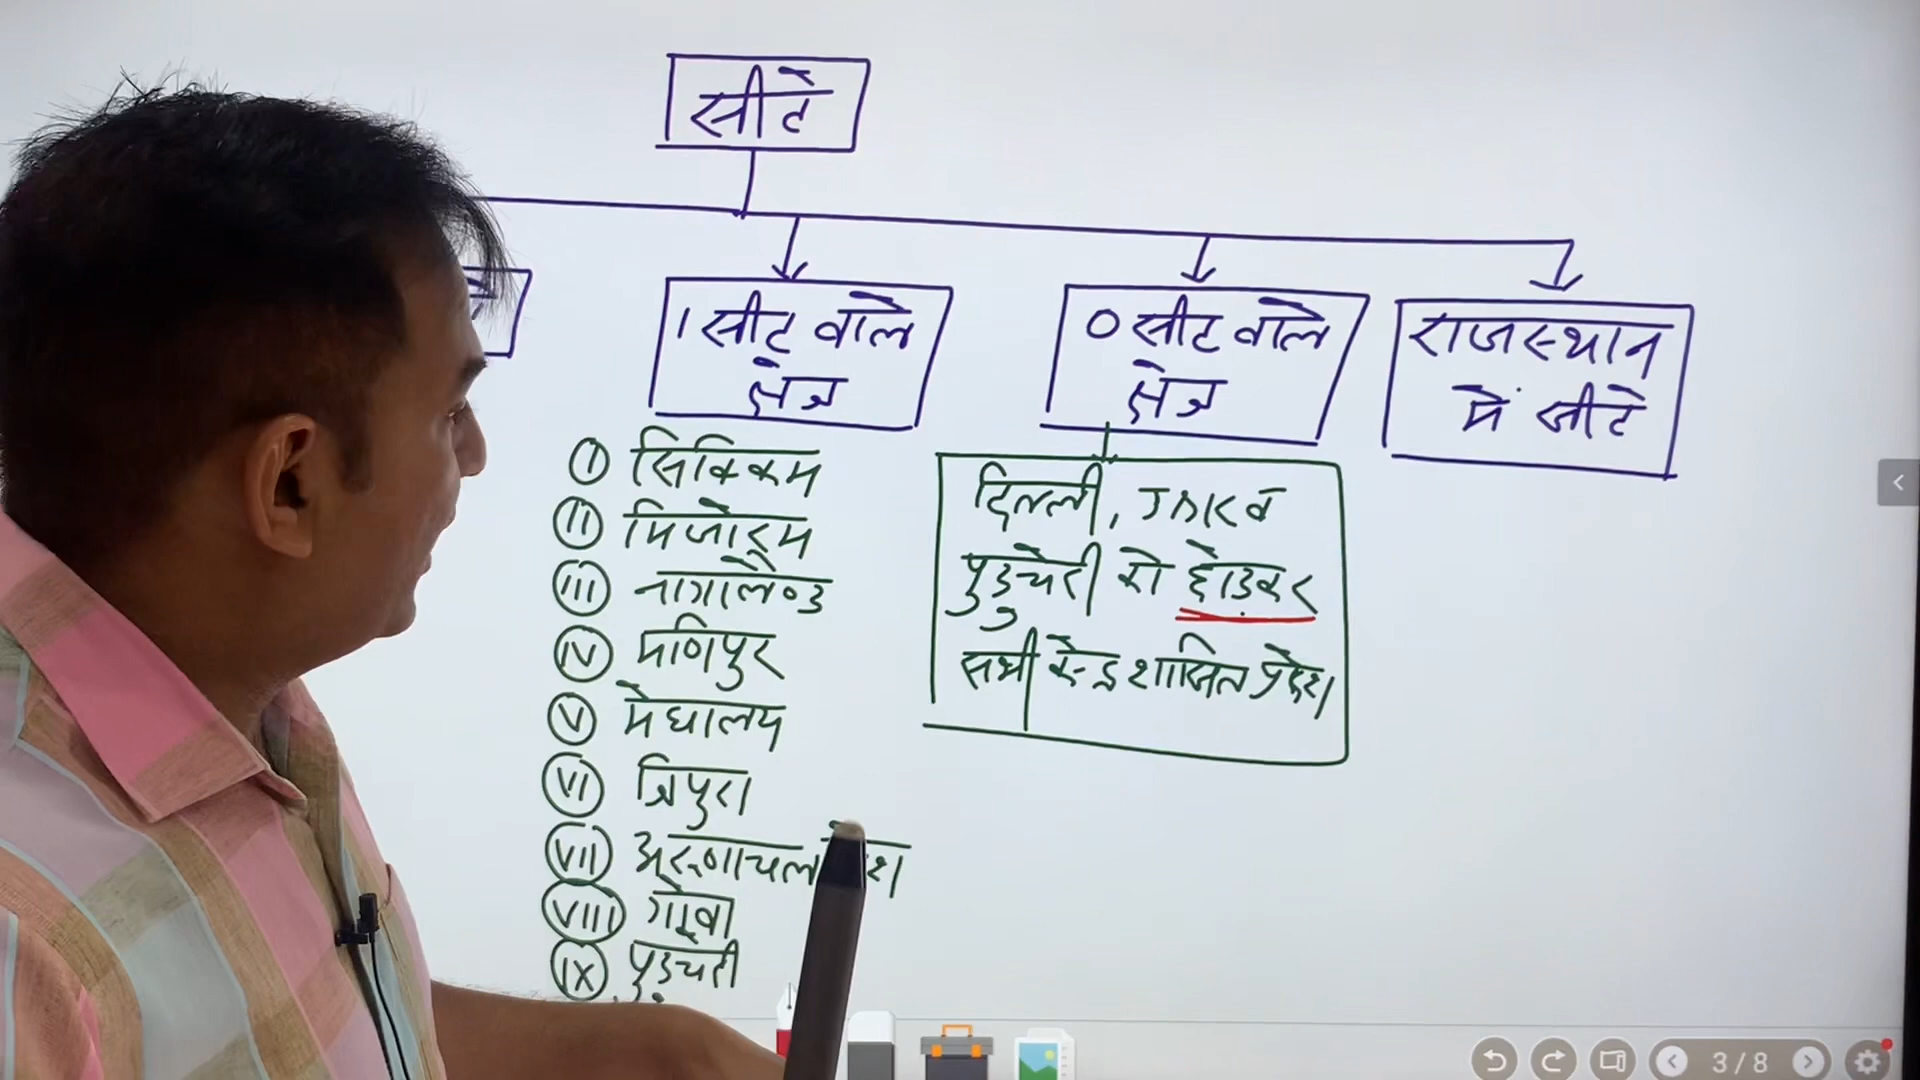 सीटे
1 सीट वाले
क्षेत्र
0 सीट वाले
क्षेत्र
राजस्थान
में सीटे
I सिक्किम
II मिजोरम
III नागालैण्ड
IV मणिपुर
V मेघालय
VI त्रिपुरा
VII अरूणाचल
VIII गोवा
IX पुडुचेरी
दिल्ली, J&K व
पुडुचेरी को छोड़कर
सभी केन्द्र शासित प्रदेश
3 / 8